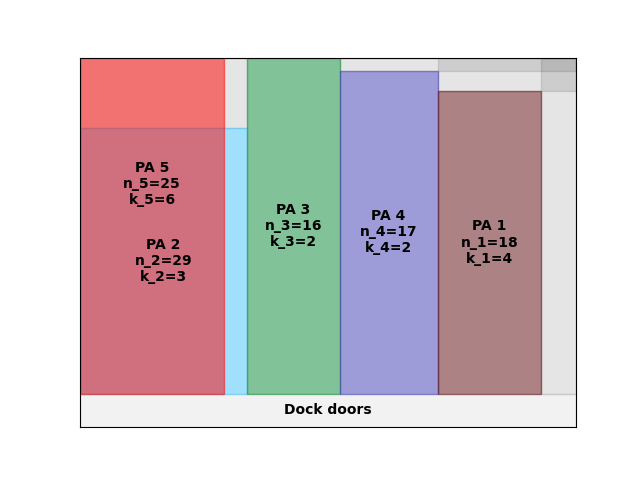 PA 5
n_5=25
k_5=6
PA 2
n_2=29
k_2=3
PA 3
n_3=16
k_3=2
PA 4
n_4=17
k_4=2
PA 1
n_1=18
k_1=4
Dock doors